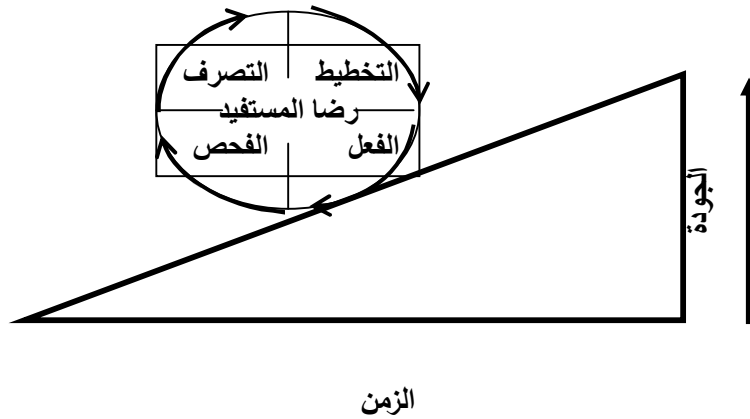 التخطيط
التصرف
رضا المستفيد
الفعل
الفحص
الجودة
الزمن